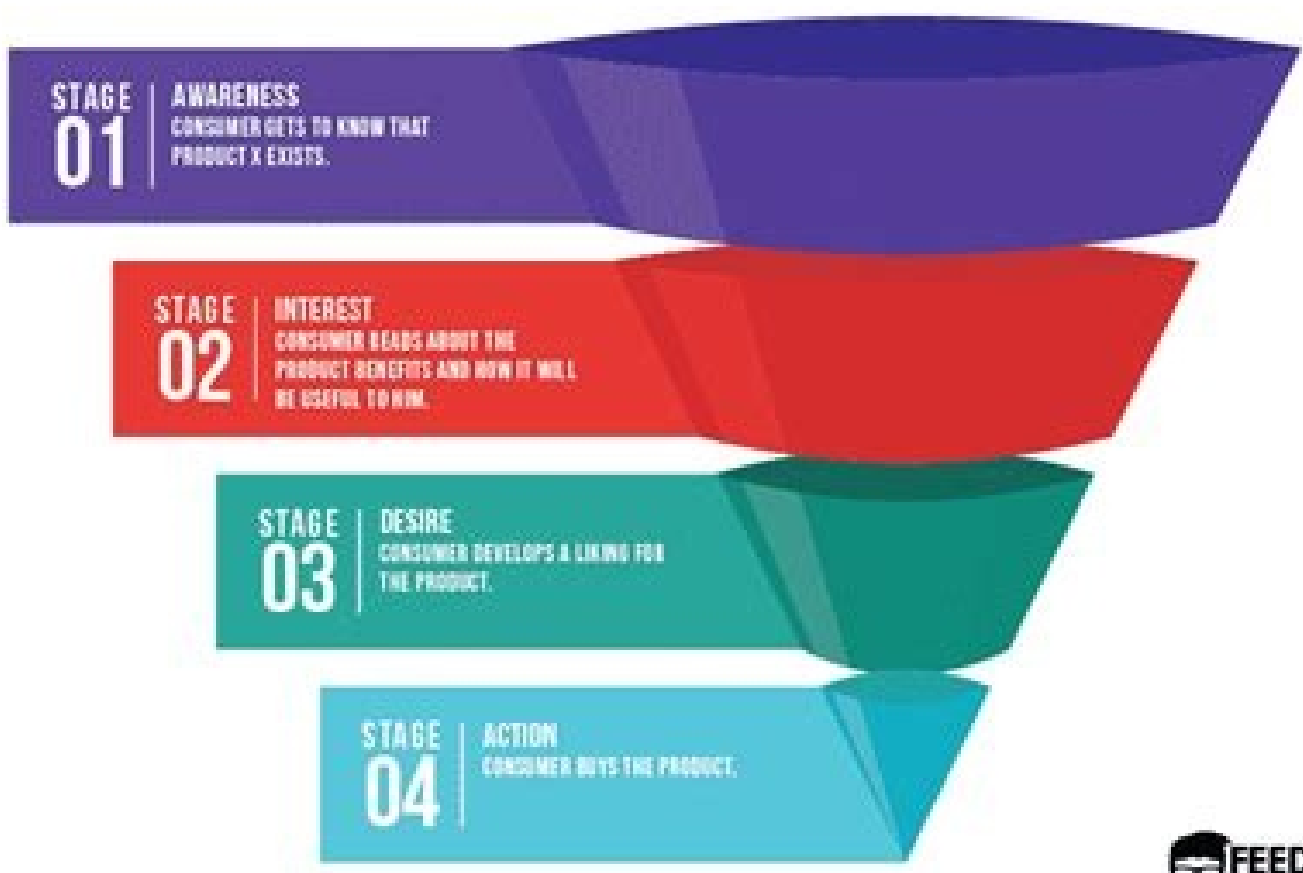 STAGE
01
AWARENESS
CONSUMER GETS TO KNOW THAT
PRODUCT X EXISTS.
STAGE
02
INTEREST
CONSUMER READS ABOUT THE
PRODUCT BENEFITS AND HOW IT WILL
BE USEFUL TO HIM.
STAGE
03
DESIRE
CONSUMER DEVELOPS A LIKING FOR
THE PRODUCT.
STAGE
04
ACTION
CONSUMER BUYS THE PRODUCT.
FEED